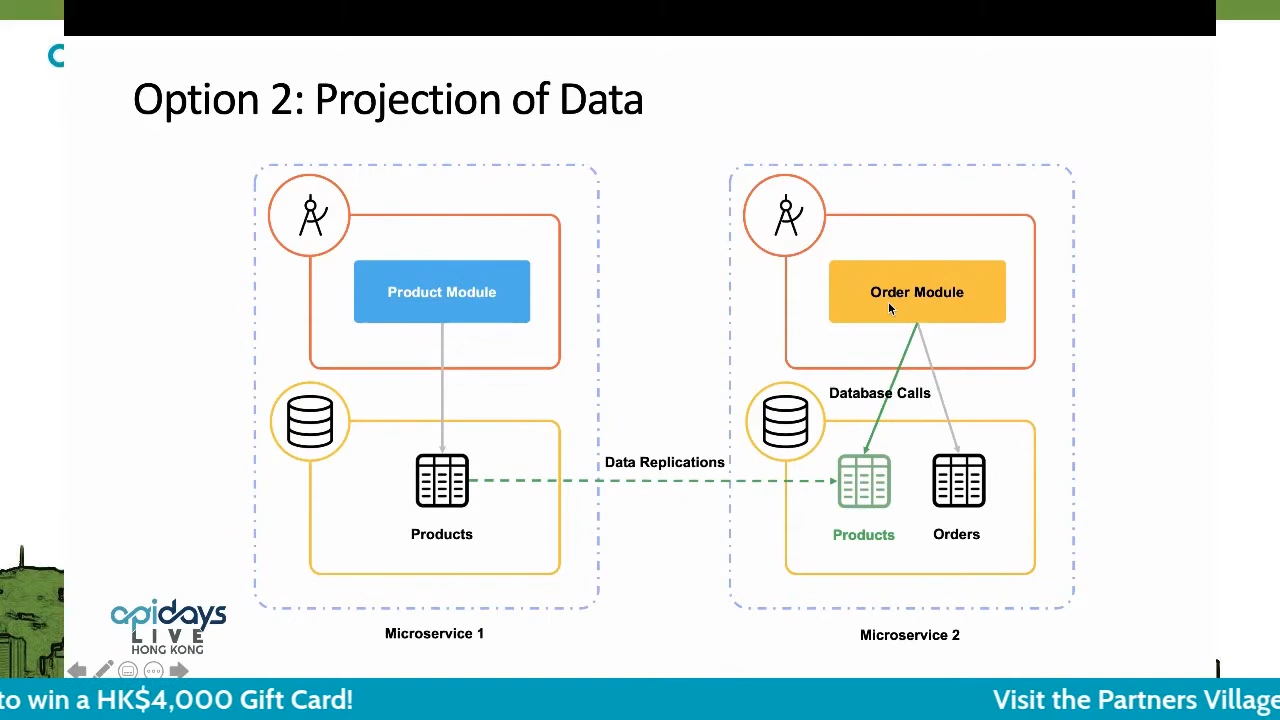 Option 2: Projection of Data
Product Module
Order Module
Database Calls
Data Replications
Products
Products
Orders
Microservice 1
Microservice 2
apidays
LIVE
HONG KONG
to win a HK$4,000 Gift Card!
Visit the Partners Village